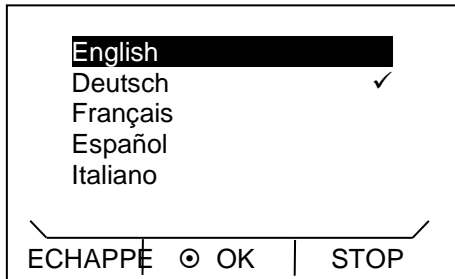 English
Deutsch ✓
Français
Español
Italiano
ECHAPPE ⊙ OK STOP